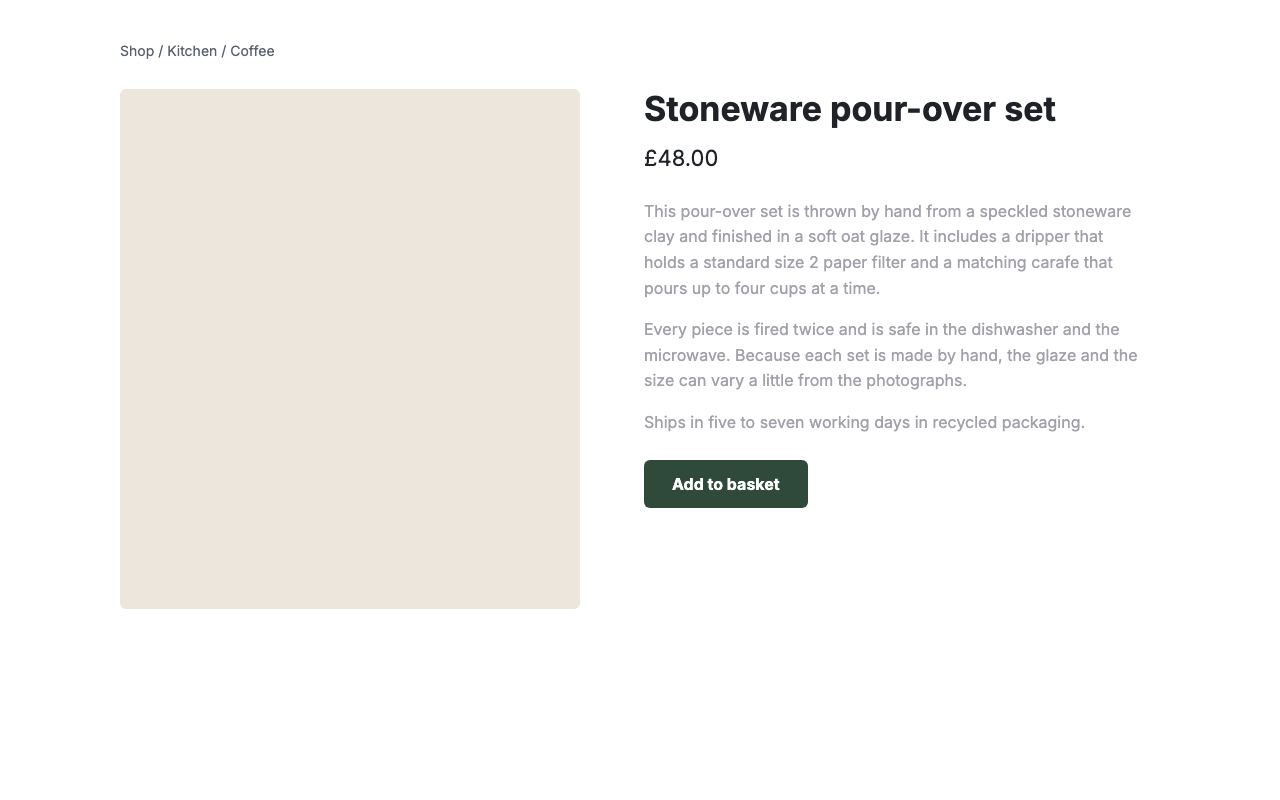 Shop / Kitchen / Coffee
Stoneware pour-over set
£48.00
This pour-over set is thrown by hand from a speckled stoneware
clay and finished in a soft oat glaze. It includes a dripper that
holds a standard size 2 paper filter and a matching carafe that
pours up to four cups at a time.
Every piece is fired twice and is safe in the dishwasher and the
microwave. Because each set is made by hand, the glaze and the
size can vary a little from the photographs.
Ships in five to seven working days in recycled packaging.
Add to basket